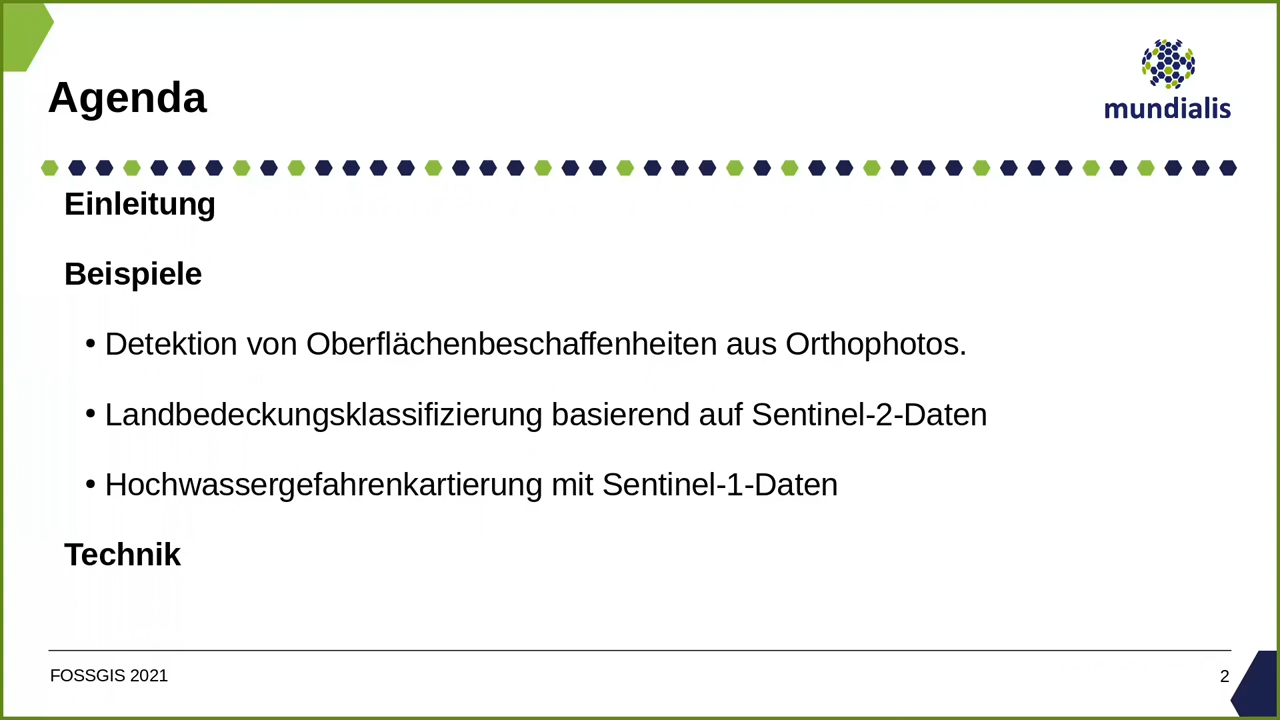 Agenda
mundialis
Einleitung
Beispiele
• Detektion von Oberflächenbeschaffenheiten aus Orthophotos.
• Landbedeckungsklassifizierung basierend auf Sentinel-2-Daten
• Hochwassergefahrenkartierung mit Sentinel-1-Daten
Technik
FOSSGIS 2021
2